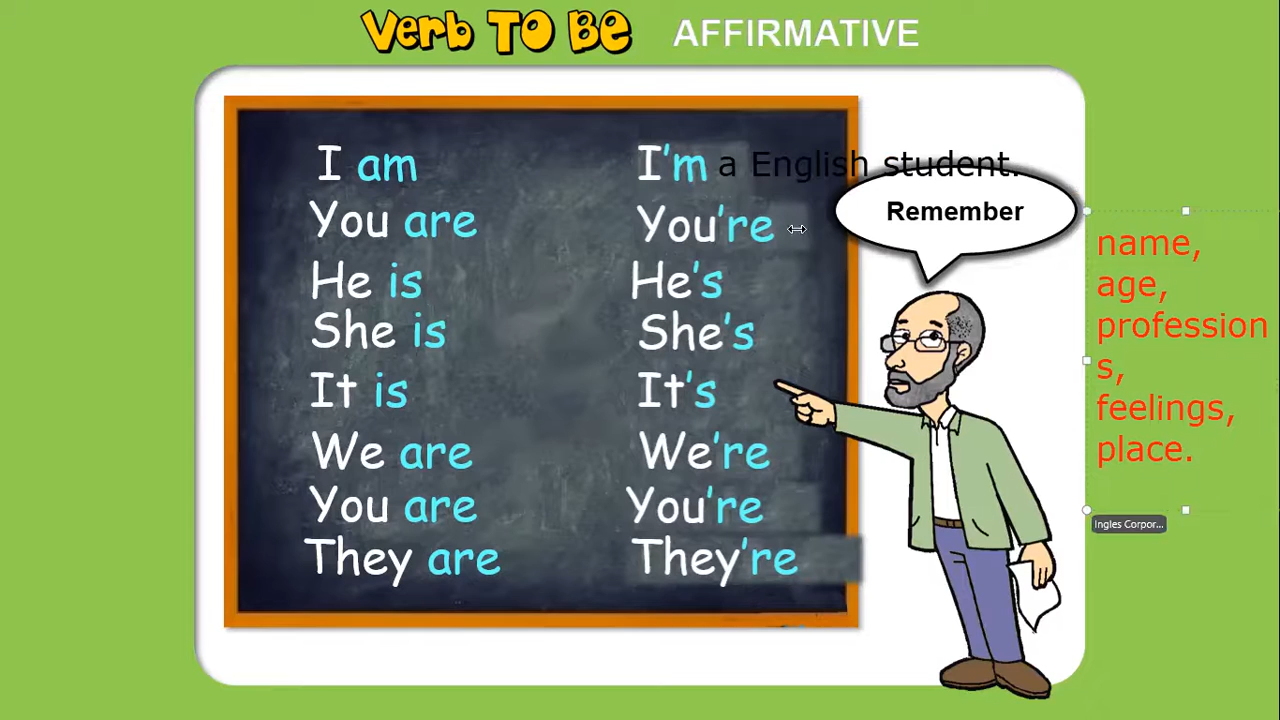 Verb TO Be AFFIRMATIVE
I am
You are
He is
She is
It is
We are
You are
They are
I'm a English student.
You're
He's
She's
It's
We're
You're
They're
Remember
name,
age,
profession
s,
feelings,
place.
Ingles Corpor...